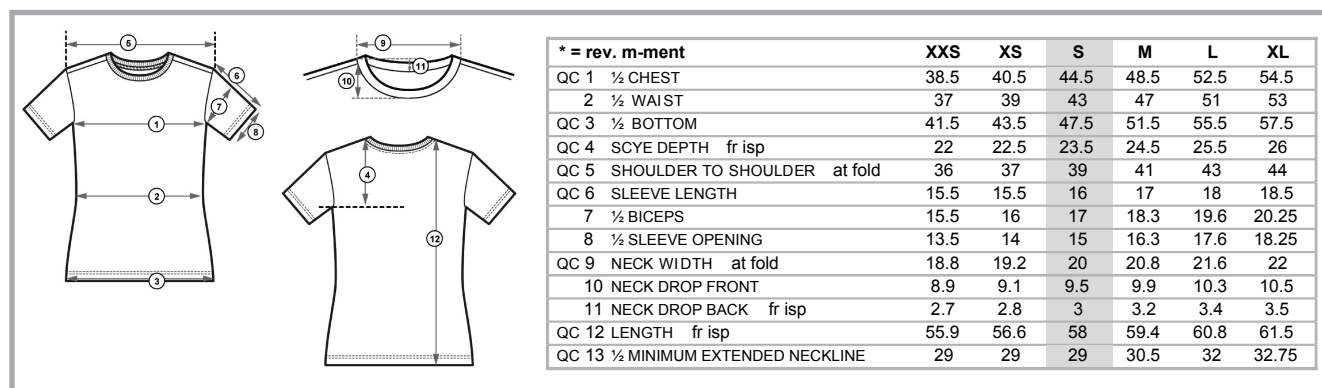 5
6
7
1
8
2
3
9
11
10
4
12
* = rev. m-ment XXS XS S M L XL
QC 1 ½ CHEST 38.5 40.5 44.5 48.5 52.5 54.5
2 ½ WAIST 37 39 43 47 51 53
QC 3 ½ BOTTOM 41.5 43.5 47.5 51.5 55.5 57.5
QC 4 SCYE DEPTH fr isp 22 22.5 23.5 24.5 25.5 26
QC 5 SHOULDER TO SHOULDER at fold 36 37 39 41 43 44
QC 6 SLEEVE LENGTH 15.5 15.5 16 17 18 18.5
7 ½ BICEPS 15.5 16 17 18.3 19.6 20.25
8 ½ SLEEVE OPENING 13.5 14 15 16.3 17.6 18.25
QC 9 NECK WIDTH at fold 18.8 19.2 20 20.8 21.6 22
10 NECK DROP FRONT 8.9 9.1 9.5 9.9 10.3 10.5
11 NECK DROP BACK fr isp 2.7 2.8 3 3.2 3.4 3.5
QC 12 LENGTH fr isp 55.9 56.6 58 59.4 60.8 61.5
QC 13 ½ MINIMUM EXTENDED NECKLINE 29 29 29 30.5 32 32.75